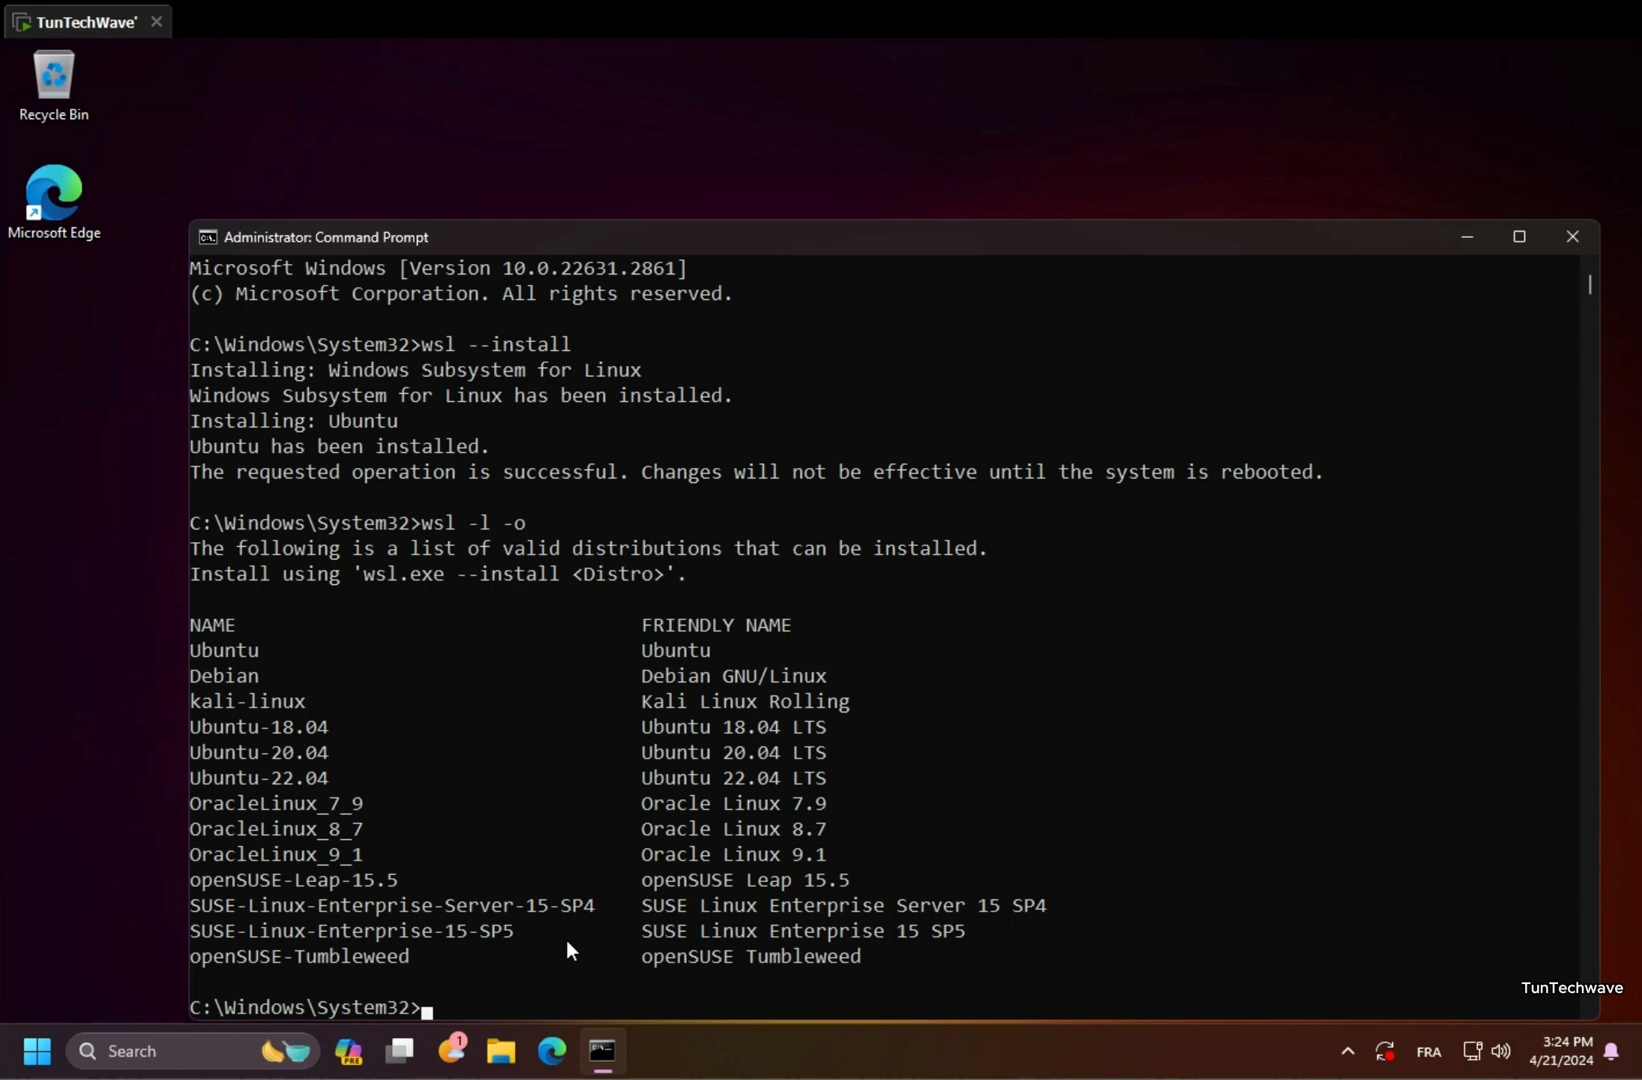 TunTechWave'
Recycle Bin
Microsoft Edge
Administrator: Command Prompt
Microsoft Windows [Version 10.0.22631.2861]
(c) Microsoft Corporation. All rights reserved.
C:\Windows\System32>wsl --install
Installing: Windows Subsystem for Linux
Windows Subsystem for Linux has been installed.
Installing: Ubuntu
Ubuntu has been installed.
The requested operation is successful. Changes will not be effective until the system is rebooted.
C:\Windows\System32>wsl -l -o
The following is a list of valid distributions that can be installed.
Install using 'wsl.exe --install <Distro>'.
NAME FRIENDLY NAME
Ubuntu Ubuntu
Debian Debian GNU/Linux
kali-linux Kali Linux Rolling
Ubuntu-18.04 Ubuntu 18.04 LTS
Ubuntu-20.04 Ubuntu 20.04 LTS
Ubuntu-22.04 Ubuntu 22.04 LTS
OracleLinux_7_9 Oracle Linux 7.9
OracleLinux_8_7 Oracle Linux 8.7
OracleLinux_9_1 Oracle Linux 9.1
openSUSE-Leap-15.5 openSUSE Leap 15.5
SUSE-Linux-Enterprise-Server-15-SP4 SUSE Linux Enterprise Server 15 SP4
SUSE-Linux-Enterprise-15-SP5 SUSE Linux Enterprise 15 SP5
openSUSE-Tumbleweed openSUSE Tumbleweed
C:\Windows\System32>
TunTechwave
Search
PRE
1
FRA
3:24 PM
4/21/2024